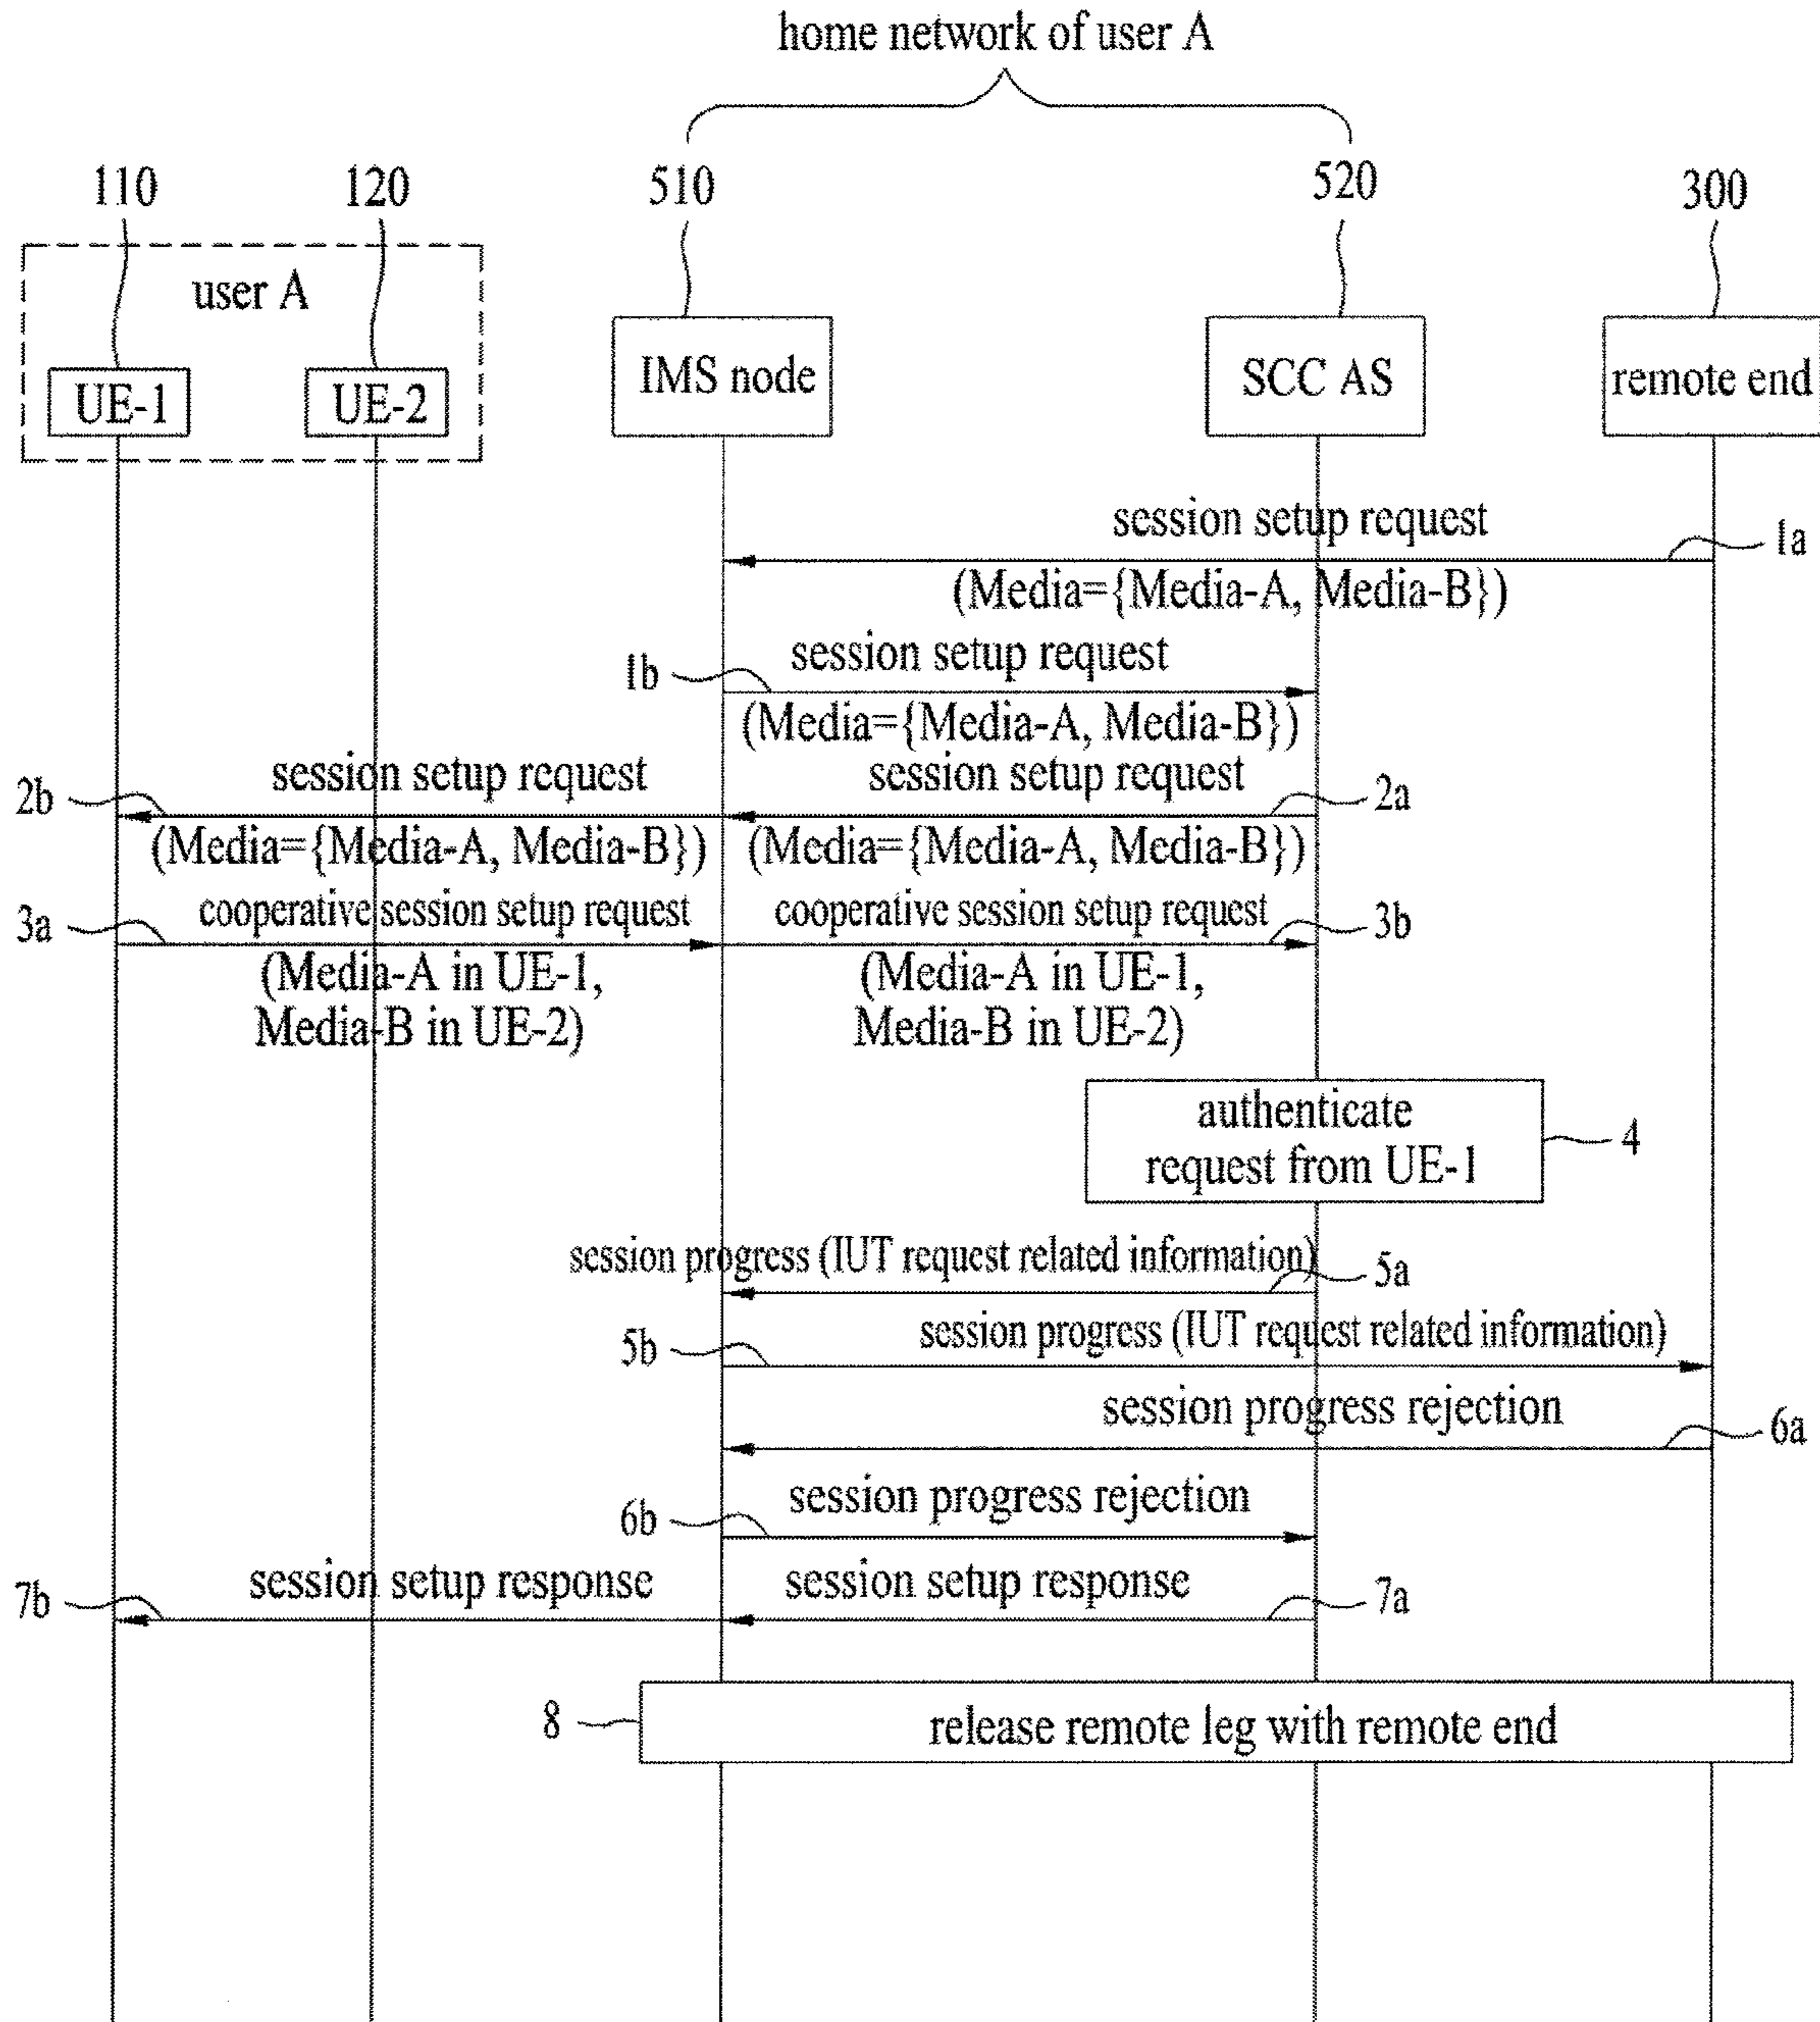 home network of user A
110
120
510
520
300
user A
UE-1
UE-2
IMS node
SCC AS
remote end
session setup request
1a
(Media={Media-A, Media-B})
session setup request
1b
(Media={Media-A, Media-B})
session setup request
session setup request
2b
2a
(Media={Media-A, Media-B})
(Media={Media-A, Media-B})
cooperative session setup request
cooperative session setup request
3a
3b
(Media-A in UE-1,
Media-B in UE-2)
(Media-A in UE-1,
Media-B in UE-2)
authenticate
request from UE-1
4
session progress (IUT request related information)
5a
session progress (IUT request related information)
5b
session progress rejection
6a
session progress rejection
6b
session setup response
session setup response
7b
7a
8
release remote leg with remote end